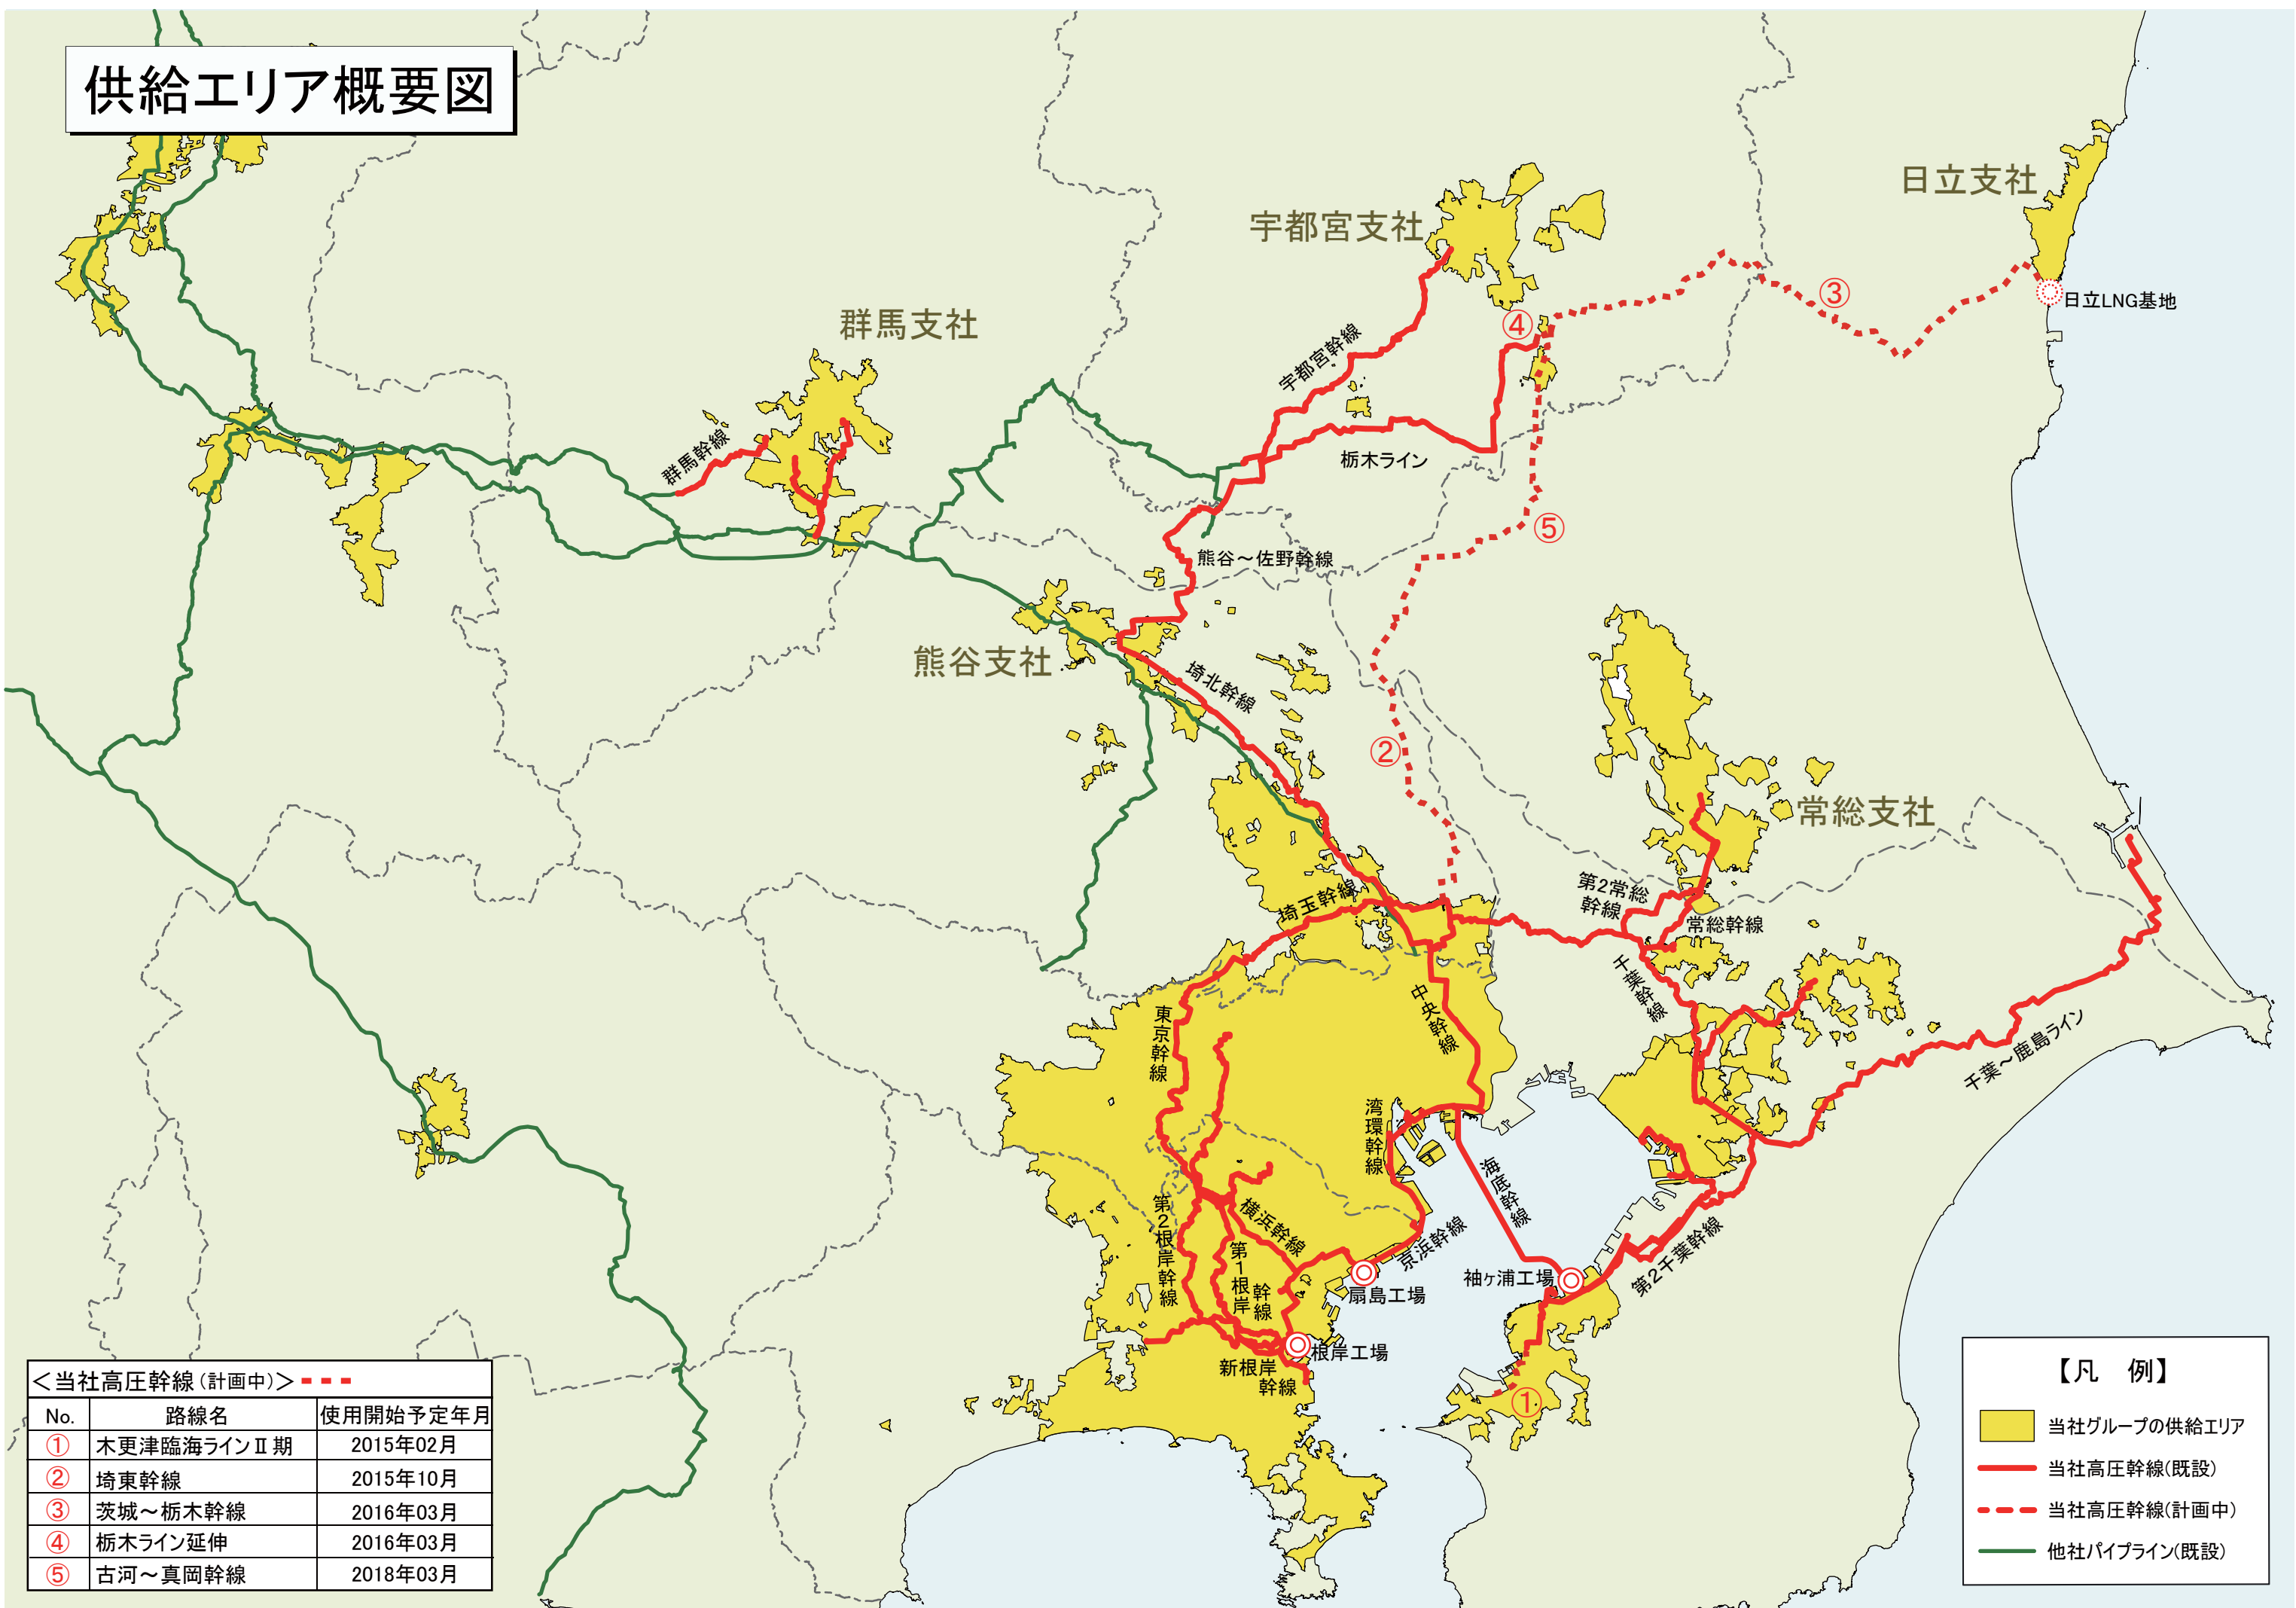 供給エリア概要図
日立支社
宇都宮支社
日立LNG基地
③
群馬支社
④
宇都宮幹線
群馬幹線
栃木ライン
⑤
熊谷～佐野幹線
熊谷支社
埼北幹線
②
常総支社
第2常総
幹線
埼玉幹線
常総幹線
千葉幹線
中央幹線
東京幹線
千葉～鹿島ライン
湾環幹線
海底幹線
第2根岸幹線
横浜幹線
第1根岸
幹線
京浜幹線
第2千葉幹線
袖ヶ浦工場
扇島工場
根岸工場
新根岸
幹線
①
＜当社高圧幹線(計画中)＞
No. 路線名 使用開始予定年月
① 木更津臨海ラインⅡ期 2015年02月
② 埼東幹線 2015年10月
③ 茨城～栃木幹線 2016年03月
④ 栃木ライン延伸 2016年03月
⑤ 古河～真岡幹線 2018年03月
【凡 例】
当社グループの供給エリア
当社高圧幹線(既設)
当社高圧幹線(計画中)
他社パイプライン(既設)